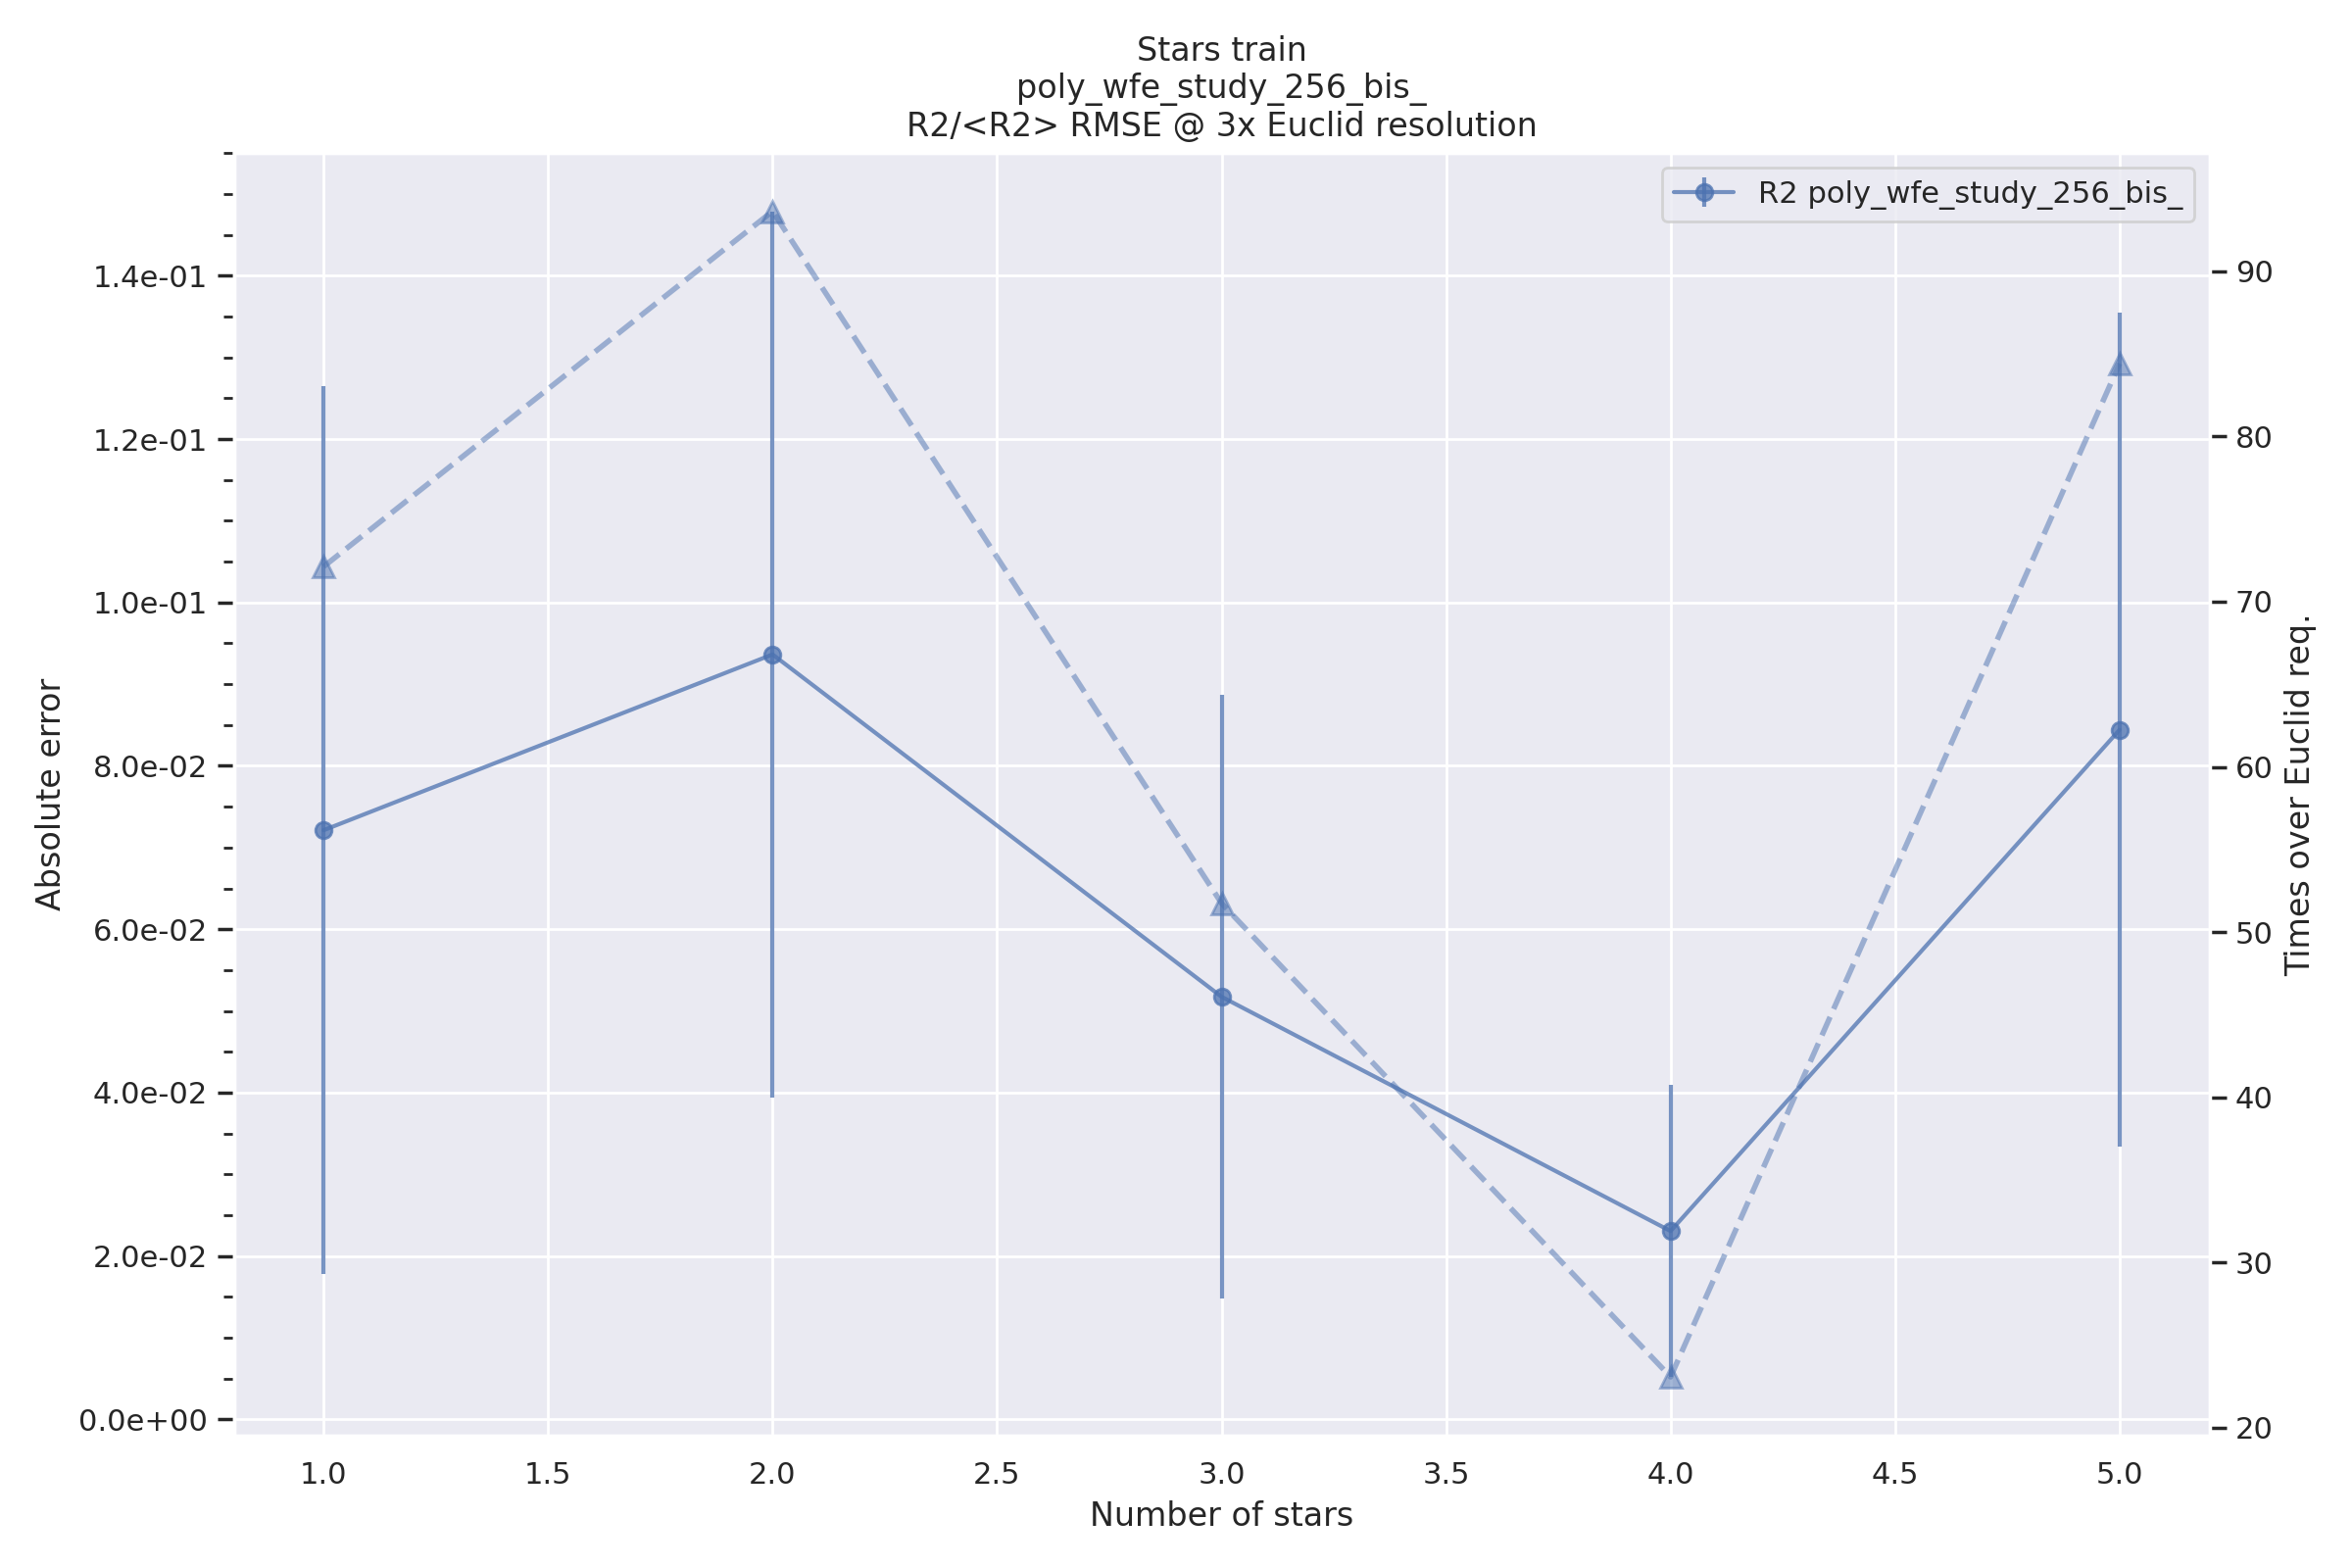 Stars train
poly_wfe_study_256_bis_
R2/<R2> RMSE @ 3x Euclid resolution
R2 poly_wfe_study_256_bis_
Absolute error
1.4e-01
1.2e-01
1.0e-01
8.0e-02
6.0e-02
4.0e-02
2.0e-02
0.0e+00
90
80
70
60
50
40
30
20
Times over Euclid req.
1.0 1.5 2.0 2.5 3.0 3.5 4.0 4.5 5.0
Number of stars